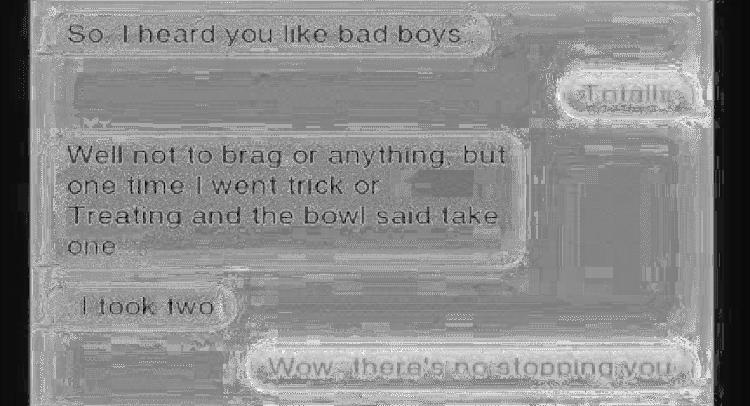 So, I heard you like bad boys
Totally
Well not to brag or anything, but
one time I went trick or
Treating and the bowl said take
one
I took two
Wow, there's no stopping you